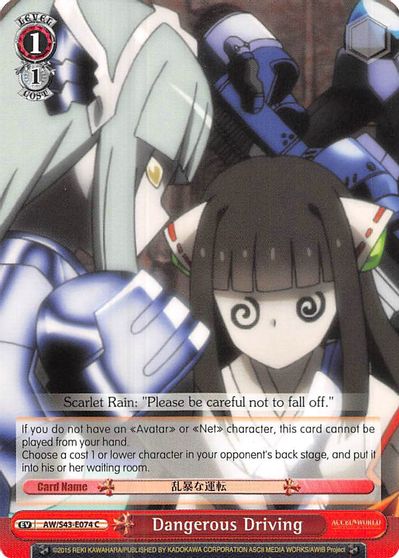 LEVEL
1
1
COST
Scarlet Rain: "Please be careful not to fall off."
If you do not have an «Avatar» or «Net» character, this card cannot be
played from your hand.
Choose a cost 1 or lower character in your opponent's back stage, and put it
into his or her waiting room.
Card Name 乱暴な運転
EV AW/S43-E074 C
Dangerous Driving
ACCEL WORLD
©2015 REKI KAWAHARA/PUBLISHED BY KADOKAWA CORPORATION ASCII MEDIA WORKS/AWIB Project